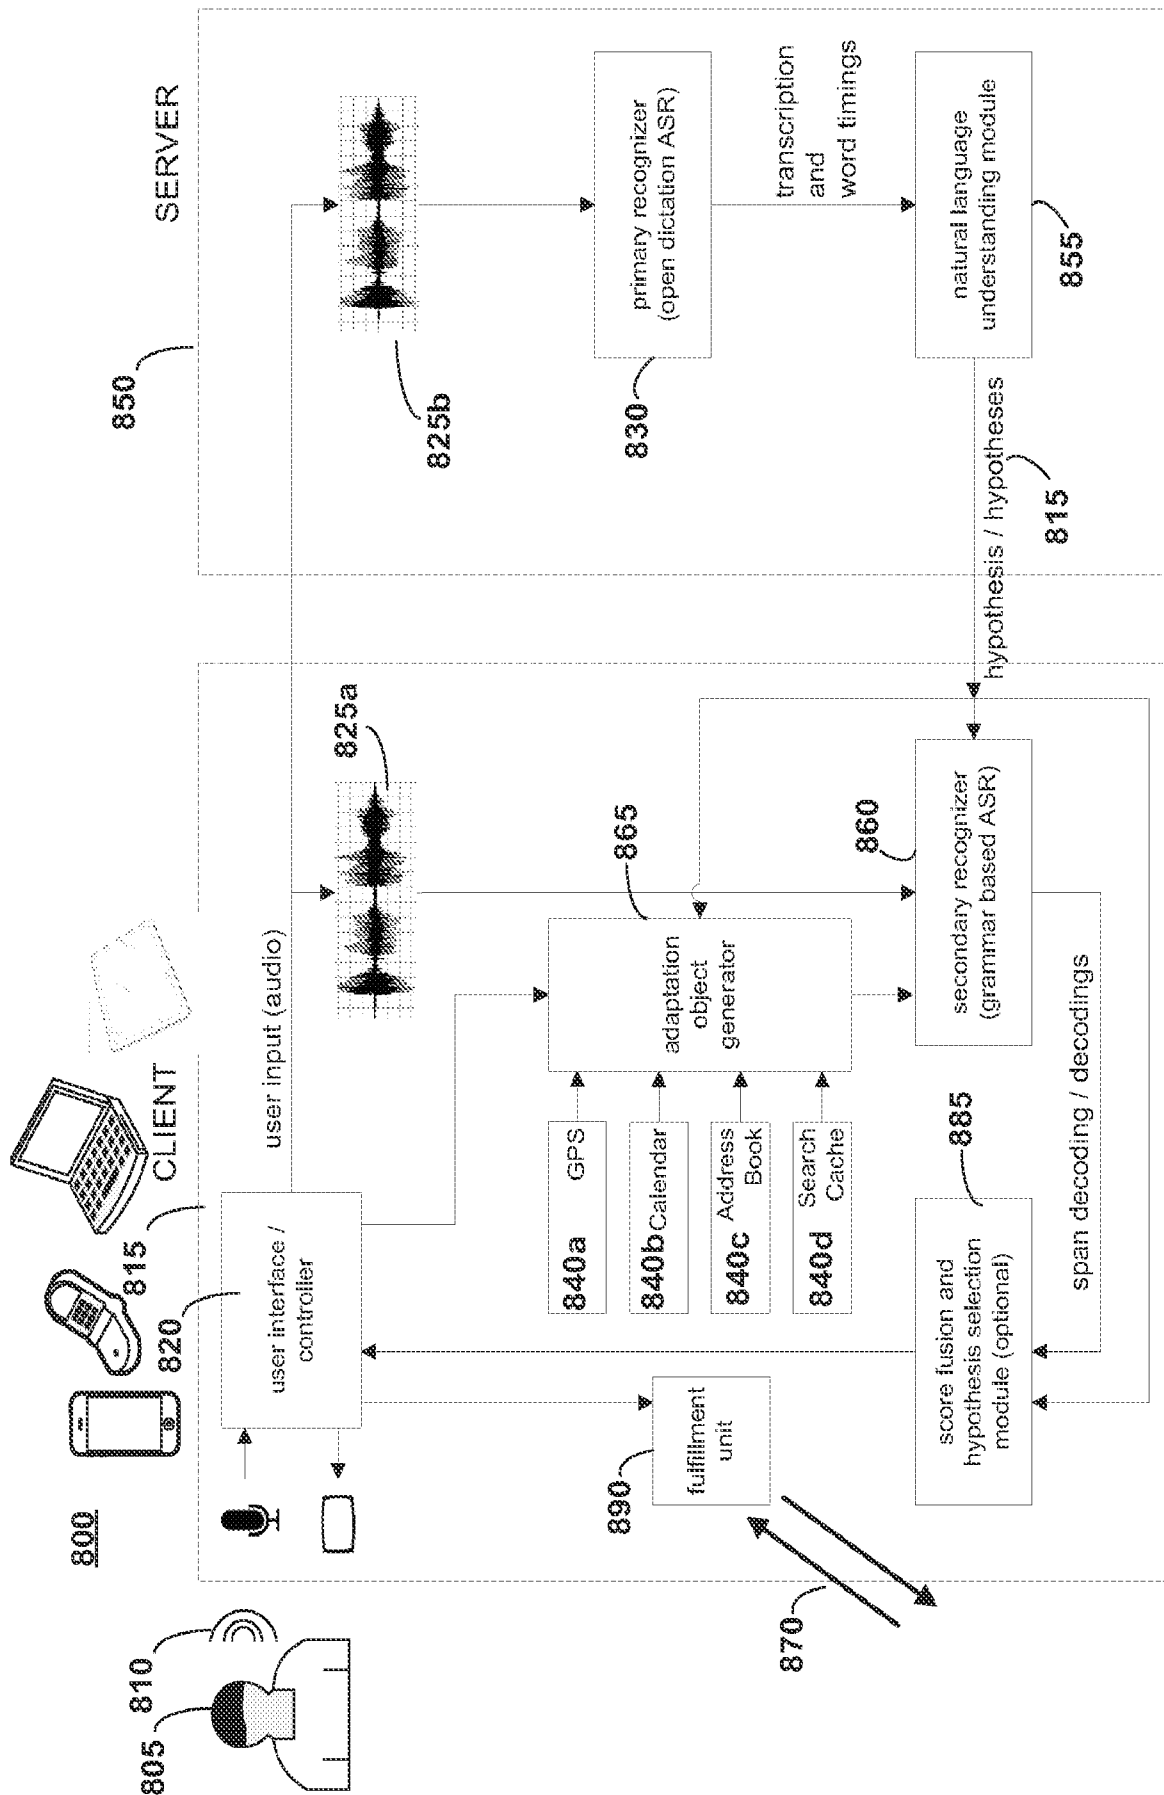 800
CLIENT
SERVER
805
810
815
820
user interface /
controller
user input (audio)
850
825a
825b
890
fulfillment
unit
870
840a
GPS
840b
Calendar
840c
Address
Book
840d
Search
Cache
adaptation
object
generator
865
primary recognizer
(open dictation ASR)
830
transcription
and
word timings
score fusion and
hypothesis selection
module (optional)
885
secondary recognizer
(grammar based ASR)
860
natural language
understanding module
855
hypothesis / hypotheses
815
span decoding / decodings